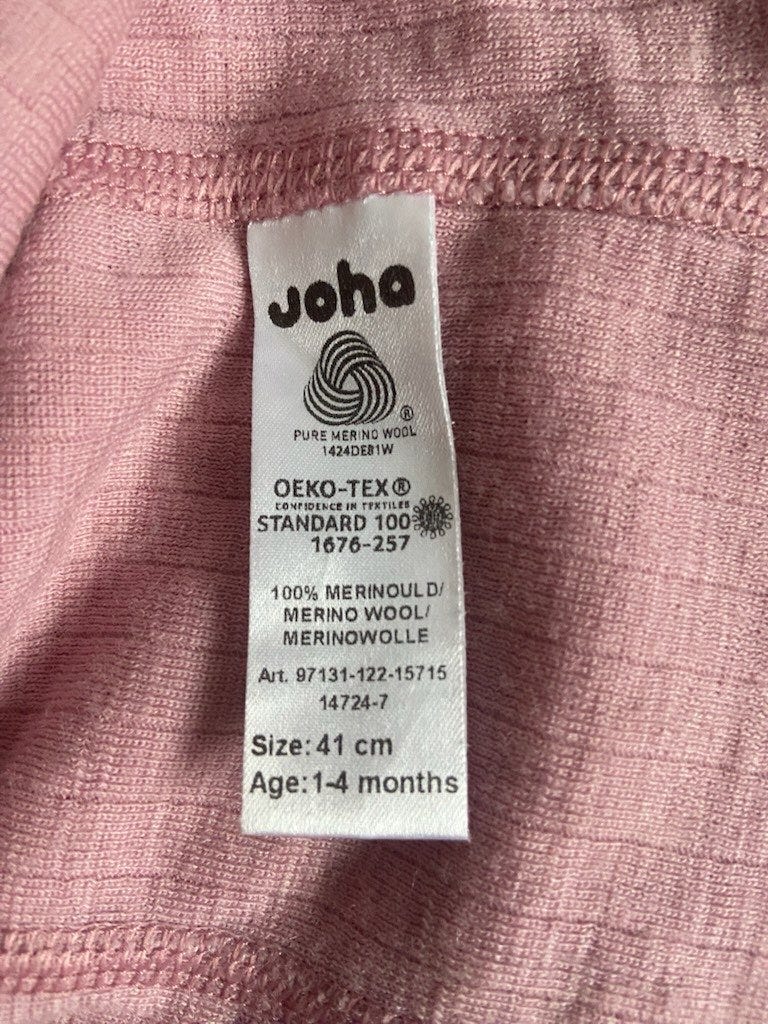 Joha
®
PURE MERINO WOOL
1424DE81W
OEKO-TEX®
CONFIDENCE IN TEXTILES
STANDARD 100
1676-257
100% MERINOULD/
MERINO WOOL/
MERINOWOLLE
Art. 97131-122-15715
14724-7
Size: 41 cm
Age: 1-4 months